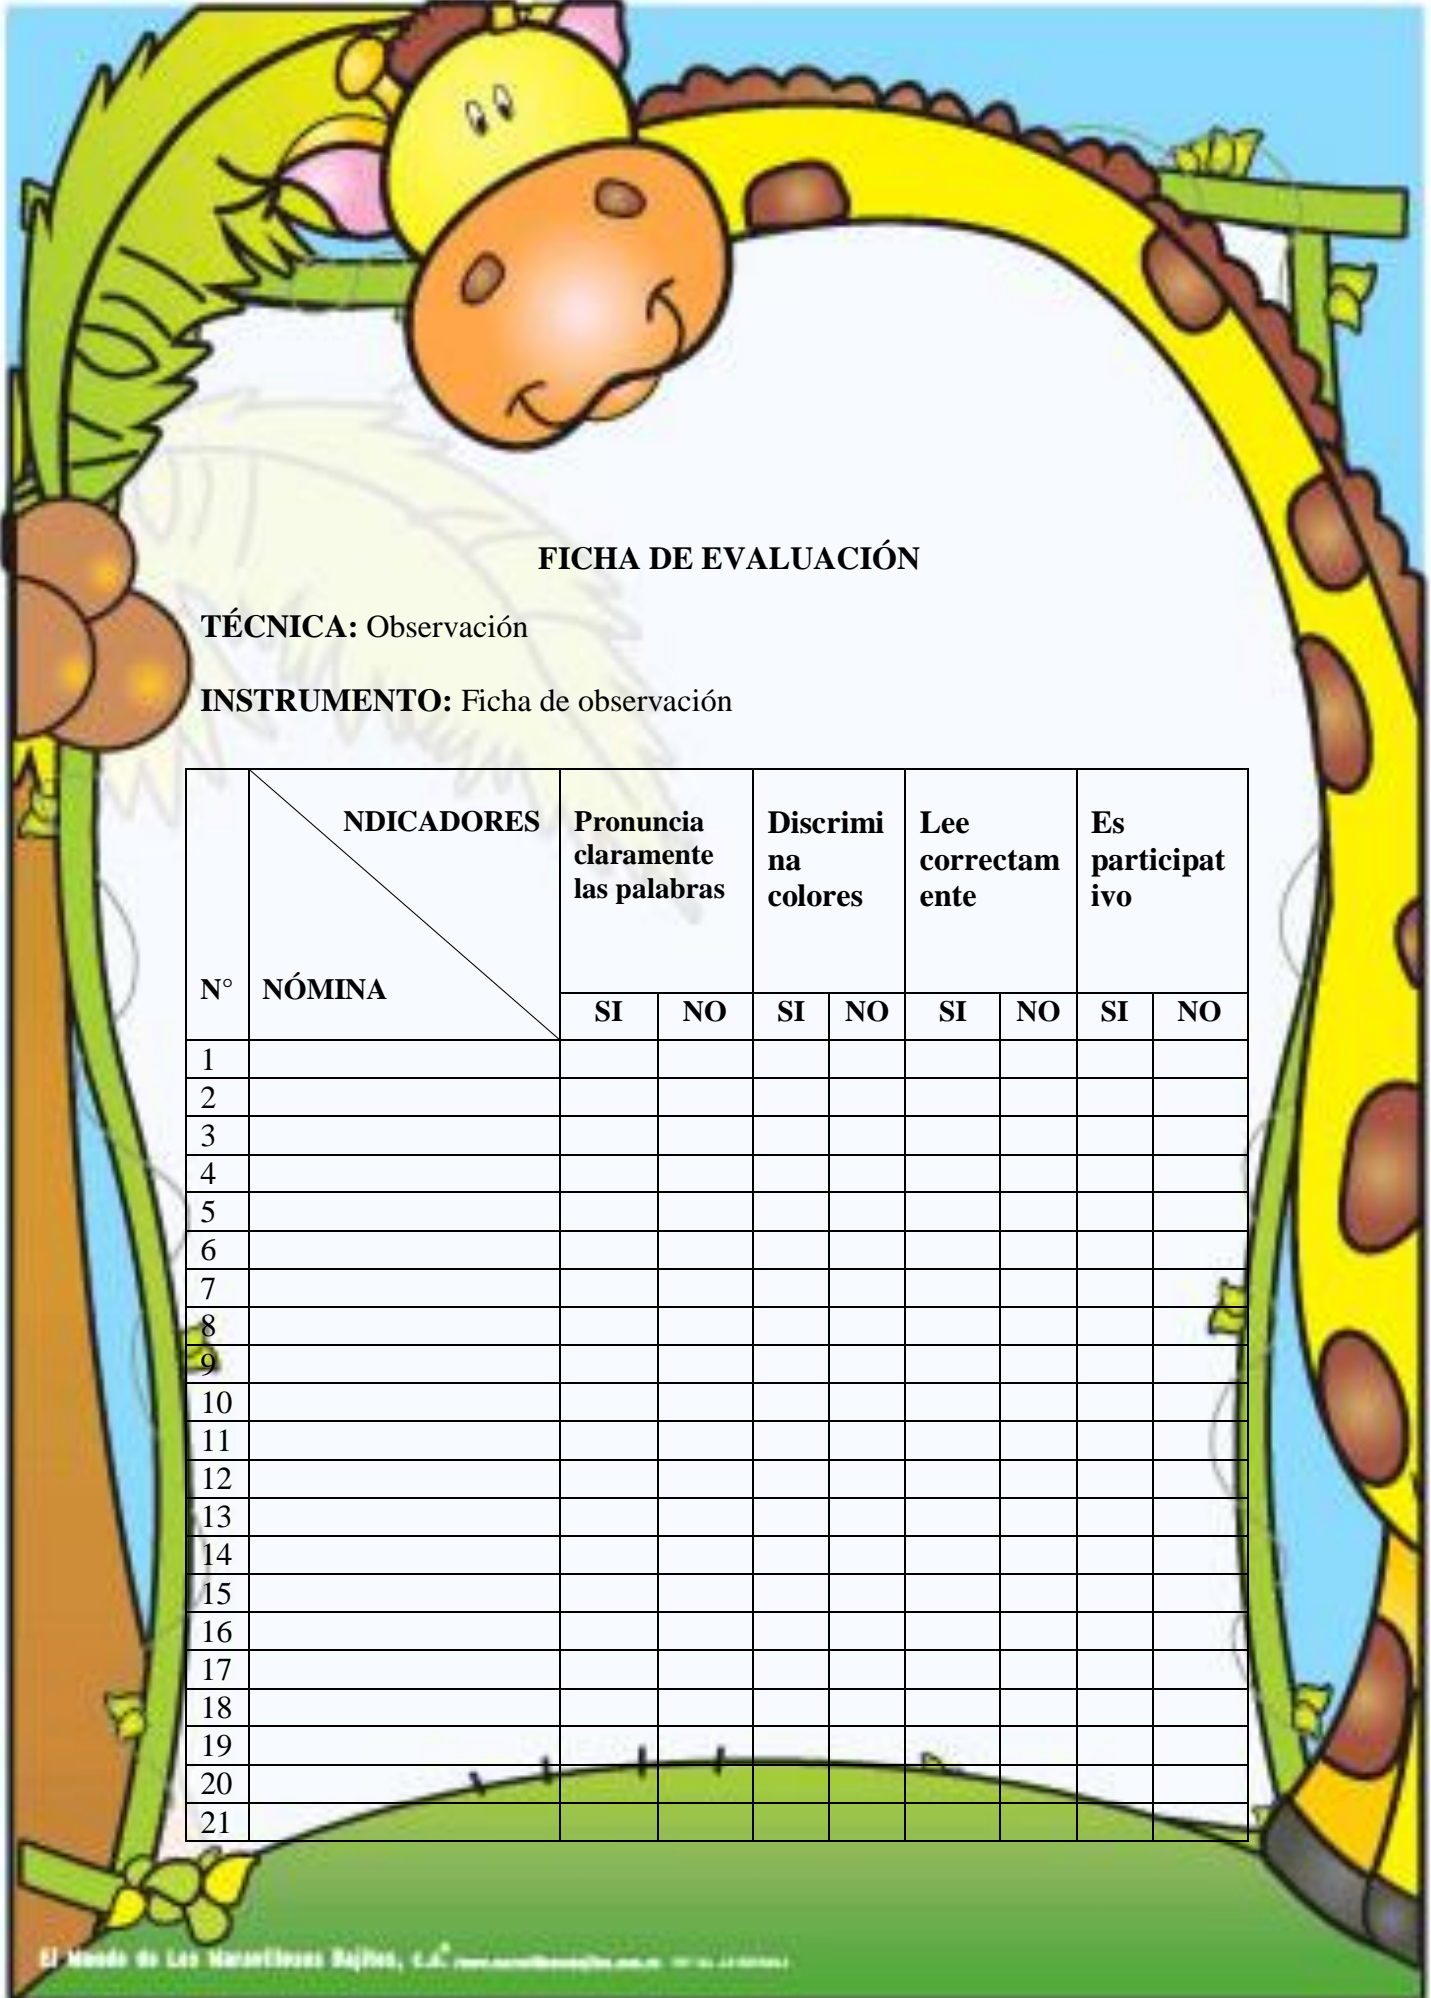 FICHA DE EVALUACIÓN
TÉCNICA: Observación
INSTRUMENTO: Ficha de observación
NDICADORES
NÓMINA
N°
Pronuncia
claramente
las palabras
Discrimi
na
colores
Lee
correctam
ente
Es
participat
ivo
SI NO SI NO SI NO SI NO
1
2
3
4
5
6
7
8
9
10
11
12
13
14
15
16
17
18
19
20
21
El Mundo de Los Maravillosos Bajitos, c.a.